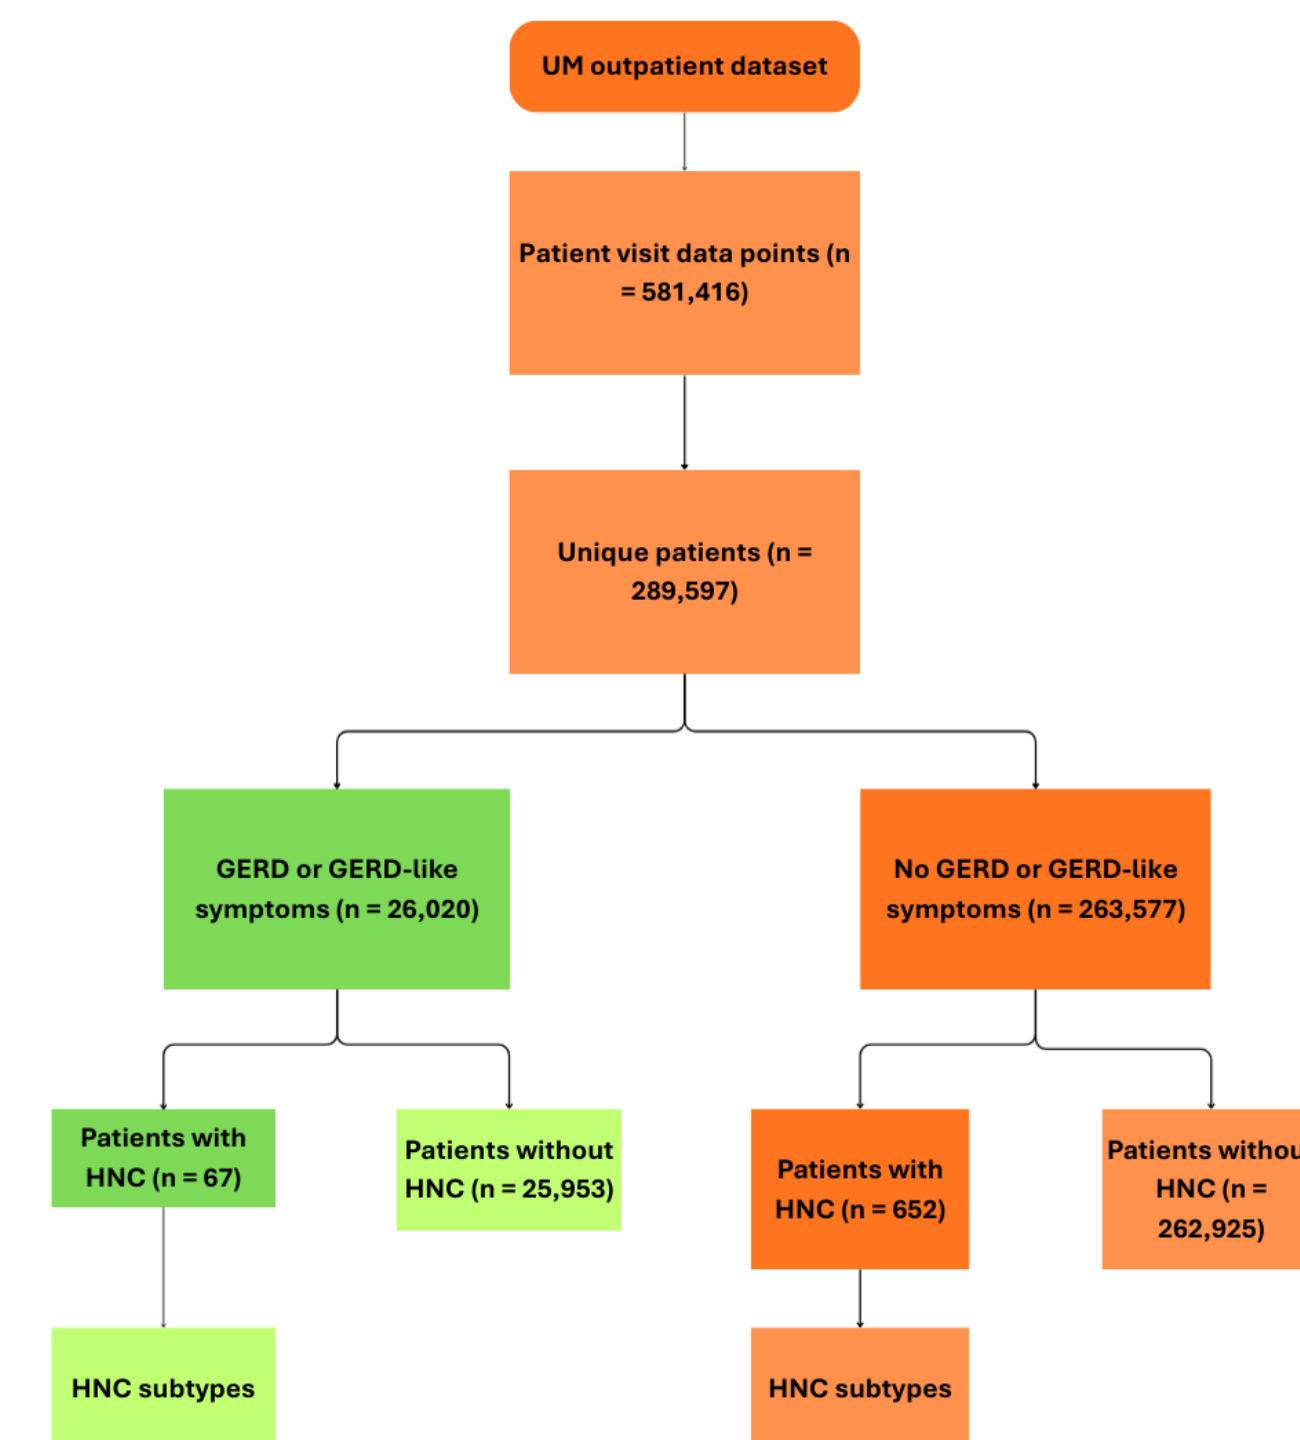 UM outpatient dataset
Patient visit data points (n
= 581,416)
Unique patients (n =
289,597)
GERD or GERD-like
symptoms (n = 26,020)
No GERD or GERD-like
symptoms (n = 263,577)
Patients with
HNC (n = 67)
Patients without
HNC (n = 25,953)
Patients with
HNC (n = 652)
Patients withou
HNC (n =
262,925)
HNC subtypes
HNC subtypes